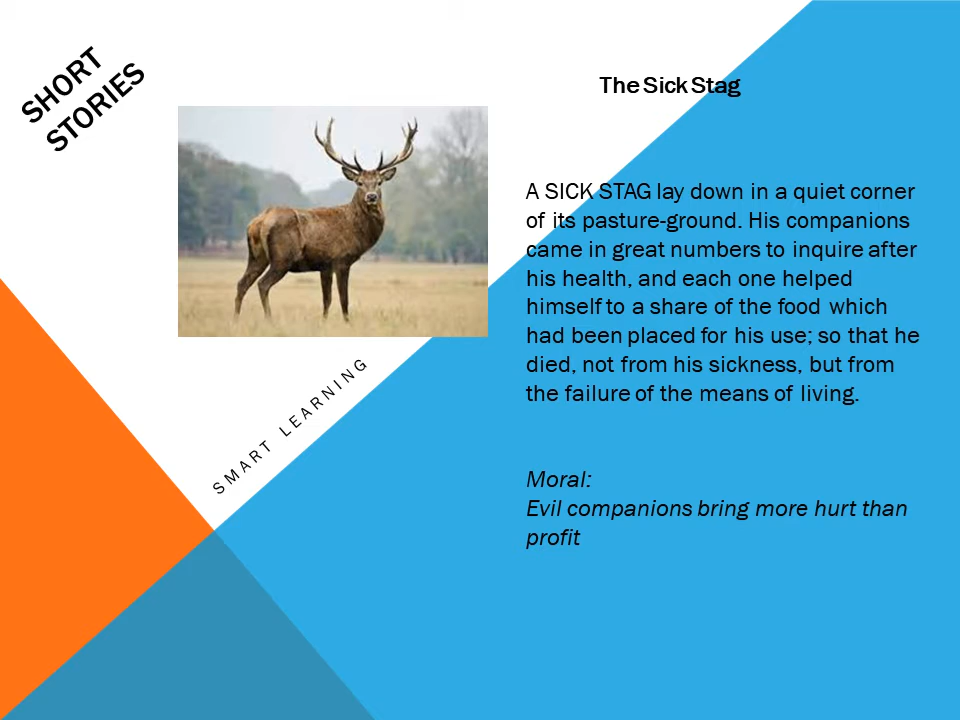 SHORT
STORIES
The Sick Stag
A SICK STAG lay down in a quiet corner
of its pasture-ground. His companions
came in great numbers to inquire after
his health, and each one helped
himself to a share of the food which
had been placed for his use; so that he
died, not from his sickness, but from
the failure of the means of living.
Moral:
Evil companions bring more hurt than
profit
SMART LEARNING